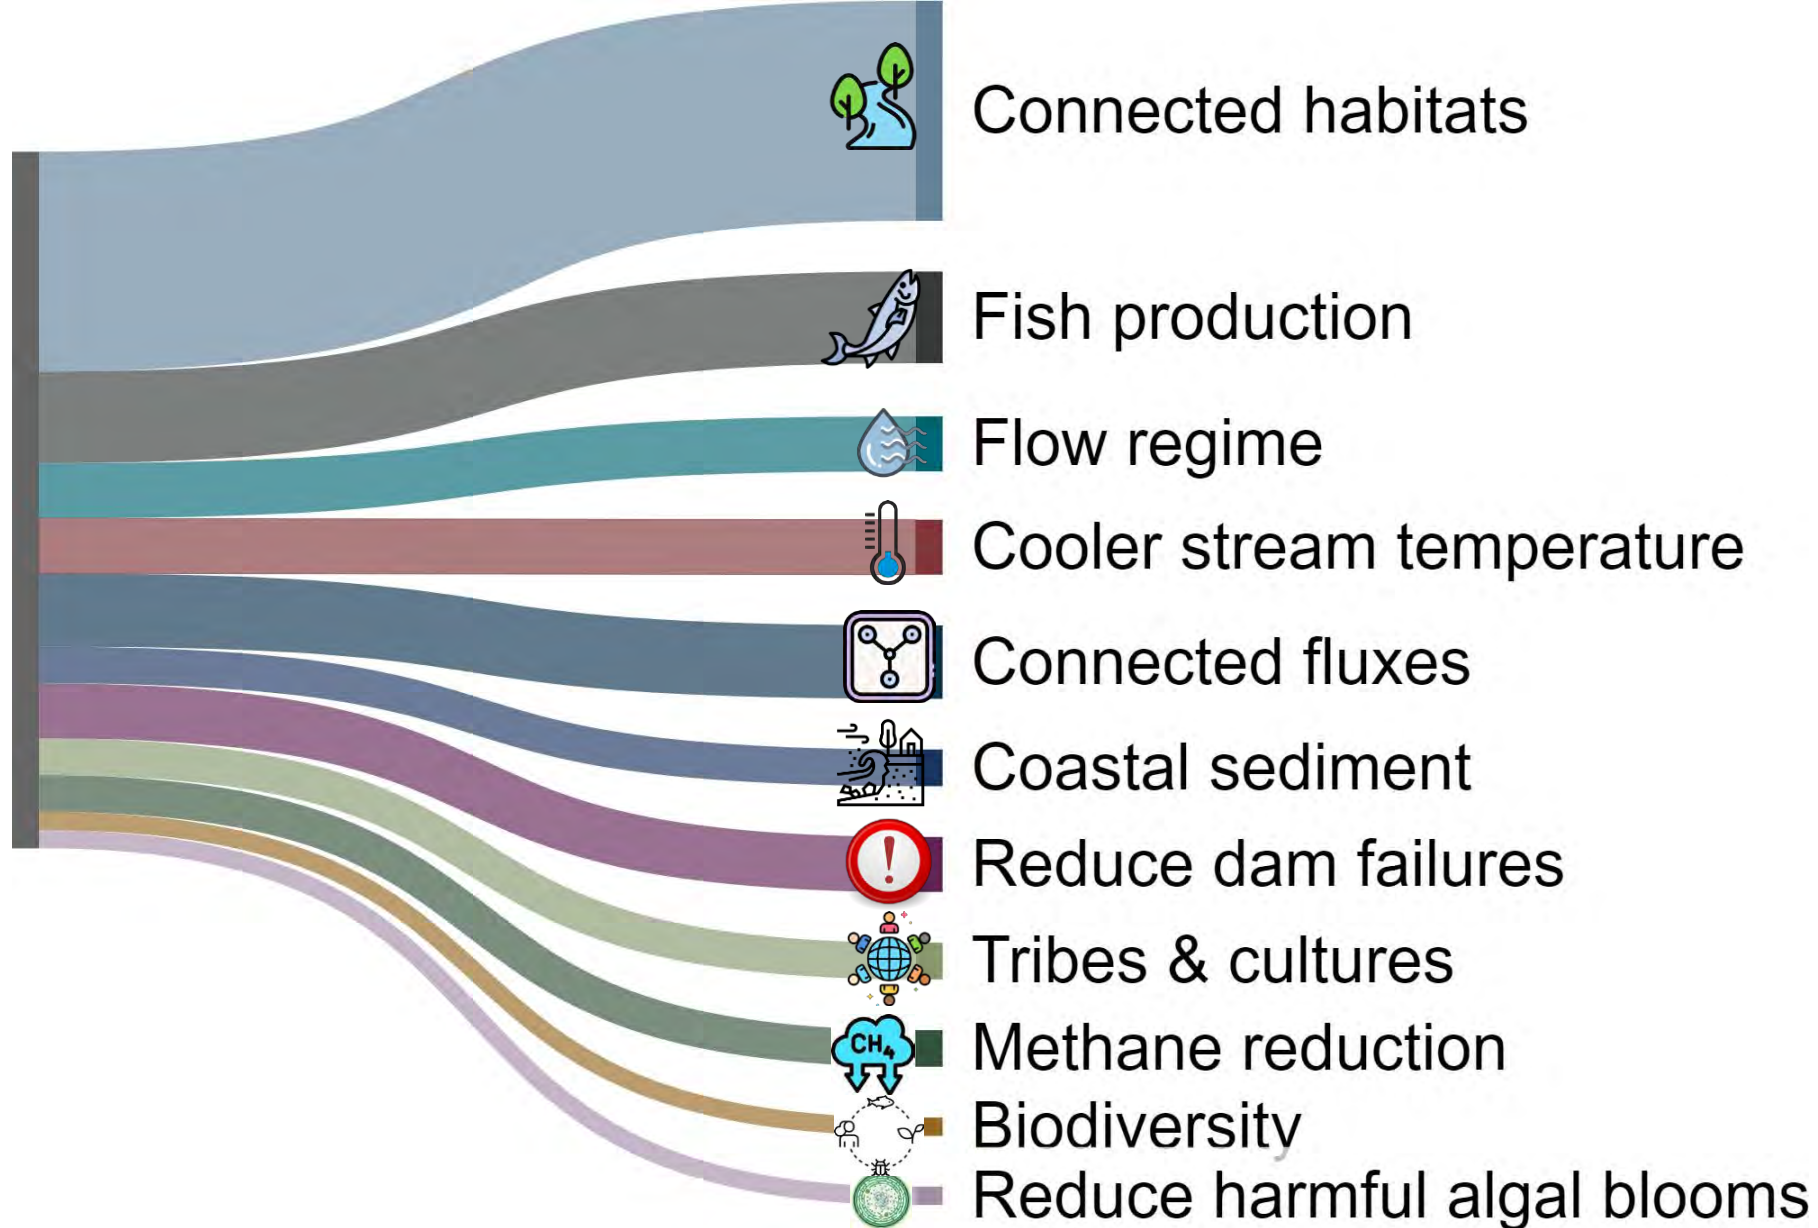 Connected habitats
Fish production
Flow regime
Cooler stream temperature
Connected fluxes
Coastal sediment
Reduce dam failures
Tribes & cultures
CH4
Methane reduction
Biodiversity
Reduce harmful algal blooms